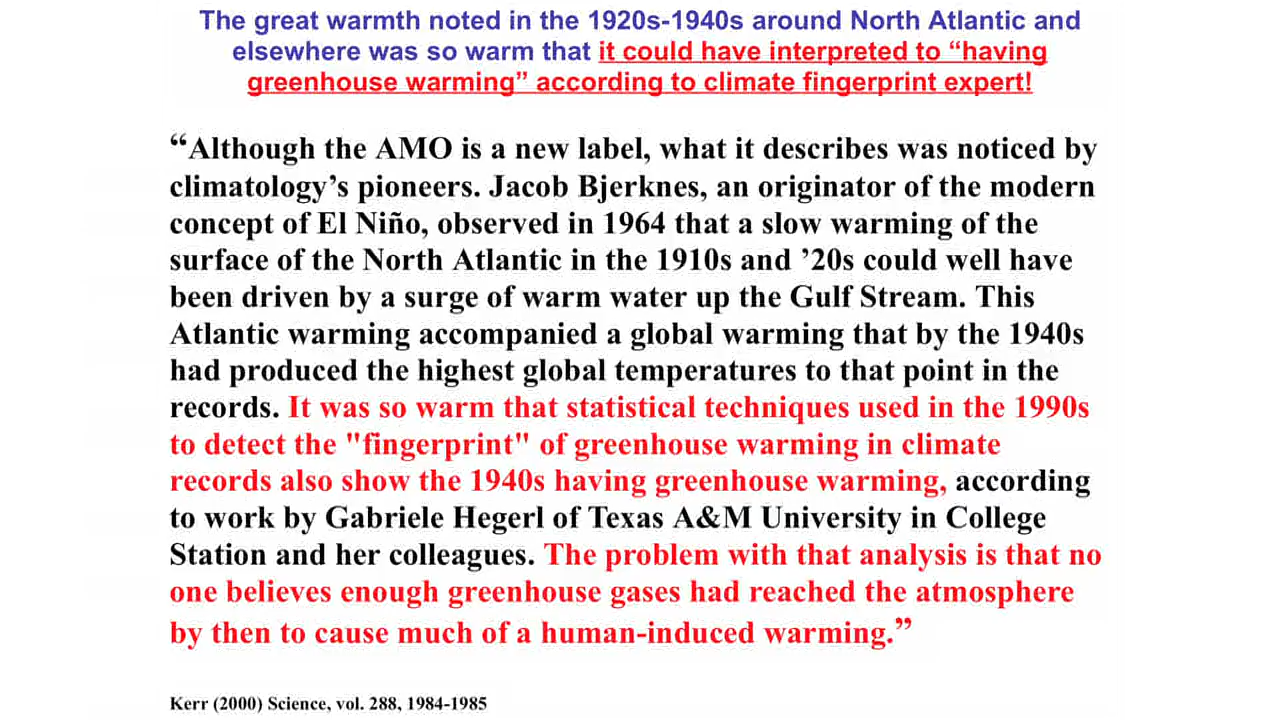 The great warmth noted in the 1920s-1940s around North Atlantic and
elsewhere was so warm that it could have interpreted to “having
greenhouse warming” according to climate fingerprint expert!
“Although the AMO is a new label, what it describes was noticed by
climatology’s pioneers. Jacob Bjerknes, an originator of the modern
concept of El Niño, observed in 1964 that a slow warming of the
surface of the North Atlantic in the 1910s and ’20s could well have
been driven by a surge of warm water up the Gulf Stream. This
Atlantic warming accompanied a global warming that by the 1940s
had produced the highest global temperatures to that point in the
records. It was so warm that statistical techniques used in the 1990s
to detect the "fingerprint" of greenhouse warming in climate
records also show the 1940s having greenhouse warming, according
to work by Gabriele Hegerl of Texas A&M University in College
Station and her colleagues. The problem with that analysis is that no
one believes enough greenhouse gases had reached the atmosphere
by then to cause much of a human-induced warming.”
Kerr (2000) Science, vol. 288, 1984-1985